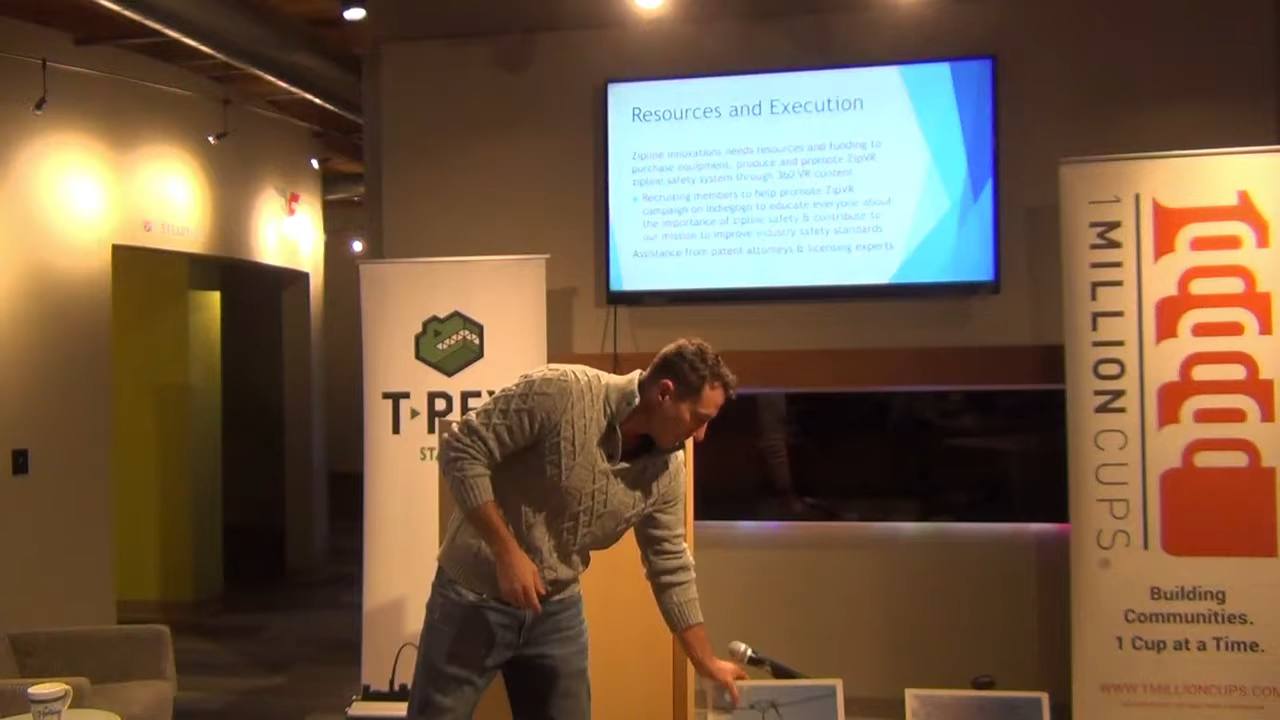 Resources and Execution
Zipline Innovations needs resources and funding to
purchase equipment, produce and promote ZipVR
zipline safety system through 360 VR content
Recruiting members to help promote ZipVR
campaign on Indiegogo to educate everyone about
the importance of zipline safety & contribute to
our mission to improve industry safety standards
Assistance from patent attorneys & licensing experts
T-REX
1 MILLION CUPS
Building
Communities.
1 Cup at a Time.
WWW.1MILLIONCUPS.COM